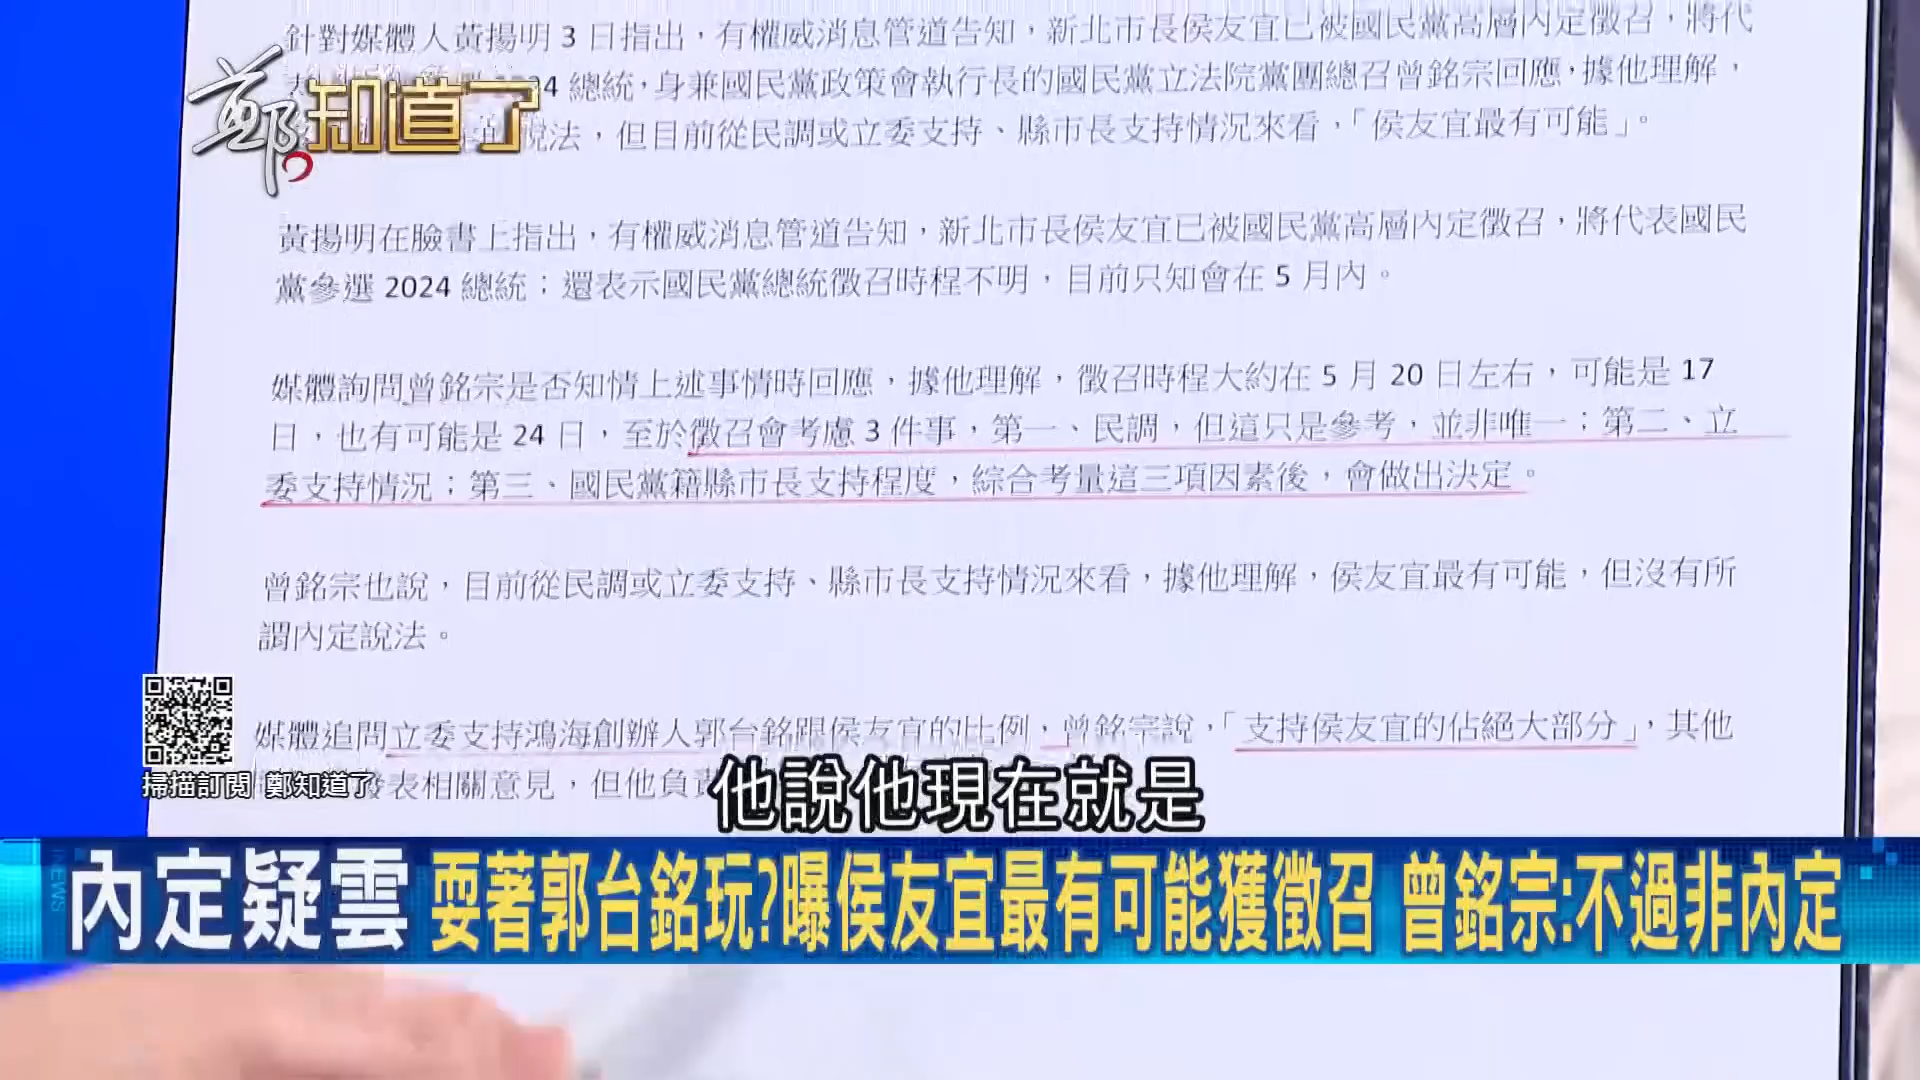 針對媒體人黃揚明 3 日指出，有權威消息管道告知，新北市長侯友宜已被國民黨高層內定徵召，將代
4 總統，身兼國民黨政策會執行長的國民黨立法院黨團總召曾銘宗回應，據他理解，
說法，但目前從民調或立委支持、縣市長支持情況來看，「侯友宜最有可能」。
鄭知道了
黃揚明在臉書上指出，有權威消息管道告知，新北市長侯友宜已被國民黨高層內定徵召，將代表國民
黨參選 2024 總統；還表示國民黨總統徵召時程不明，目前只知會在 5 月內。
媒體詢問曾銘宗是否知情上述事情時回應，據他理解，徵召時程大約在 5 月 20 日左右，可能是 17
日，也有可能是 24 日，至於徵召會考慮 3 件事，第一、民調，但這只是參考，並非唯一；第二、立
委支持情況；第三、國民黨籍縣市長支持程度，綜合考量這三項因素後，會做出決定。
曾銘宗也說，目前從民調或立委支持、縣市長支持情況來看，據他理解，侯友宜最有可能，但沒有所
謂內定說法。
媒體追問立委支持鴻海創辦人郭台銘跟侯友宜的比例，曾銘宗說，「支持侯友宜的佔絕大部分」，其他
發表相關意見，但他負責
掃描訂閱 鄭知道了
他說他現在就是
INEWS
內定疑雲 耍著郭台銘玩?曝侯友宜最有可能獲徵召 曾銘宗:不過非內定